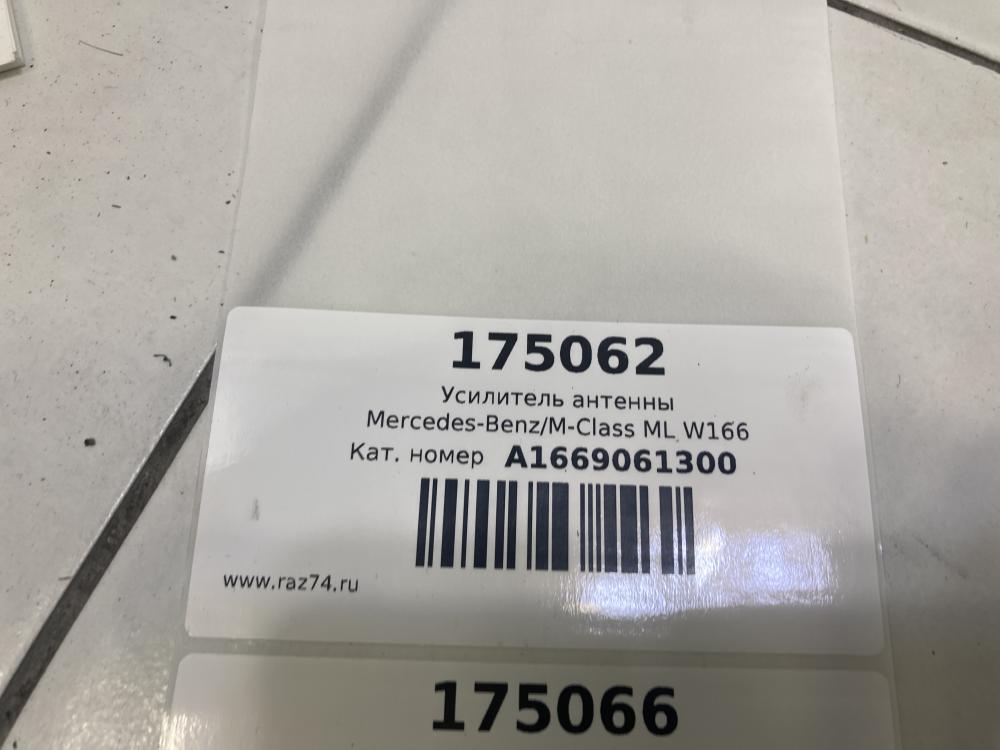 175062
Усилитель антенны
Mercedes-Benz/M-Class ML W166
Кат. номер A1669061300
www.raz74.ru
175066